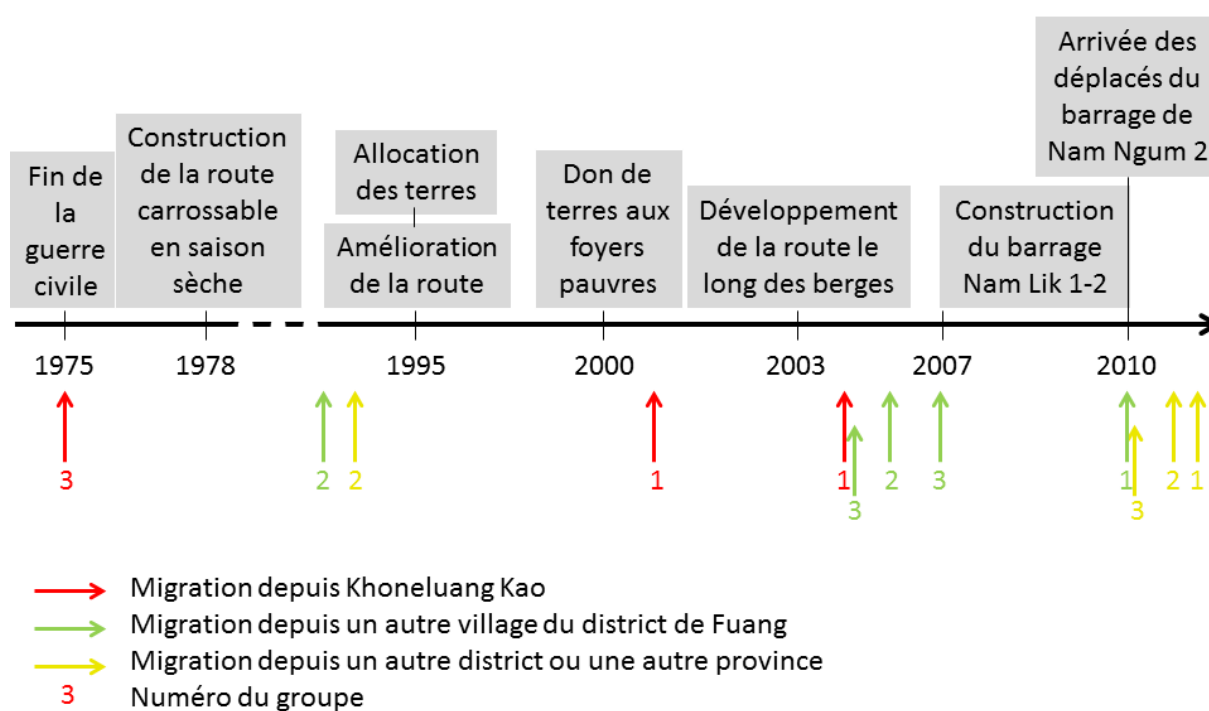 Fin de
la
guerre
civile
Construction
de la route
carrossable
en saison
sèche
Allocation
des terres
Amélioration
de la route
Don de
terres aux
foyers
pauvres
Développement
de la route le
long des berges
Construction
du barrage
Nam Lik 1-2
Arrivée des
déplacés du
barrage de
Nam Ngum 2
1975 1978 1995 2000 2003 2007 2010
3 2 2 1 1 2 3 1 2 1
3 3
Migration depuis Khoneluang Kao
Migration depuis un autre village du district de Fuang
Migration depuis un autre district ou une autre province
3 Numéro du groupe